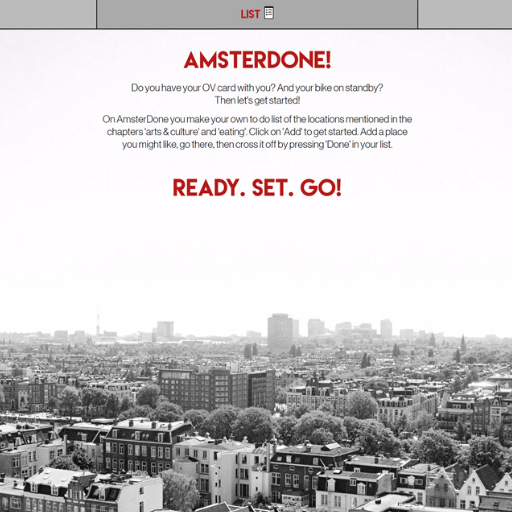 LIST
AMSTERDONE!
Do you have your OV card with you? And your bike on standby?
Then let's get started!
On AmsterDone you make your own to do list of the locations mentioned in the
chapters 'arts & culture' and 'eating'. Click on 'Add' to get started. Add a place
you might like, go there, then cross it off by pressing 'Done' in your list.
READY. SET. GO!